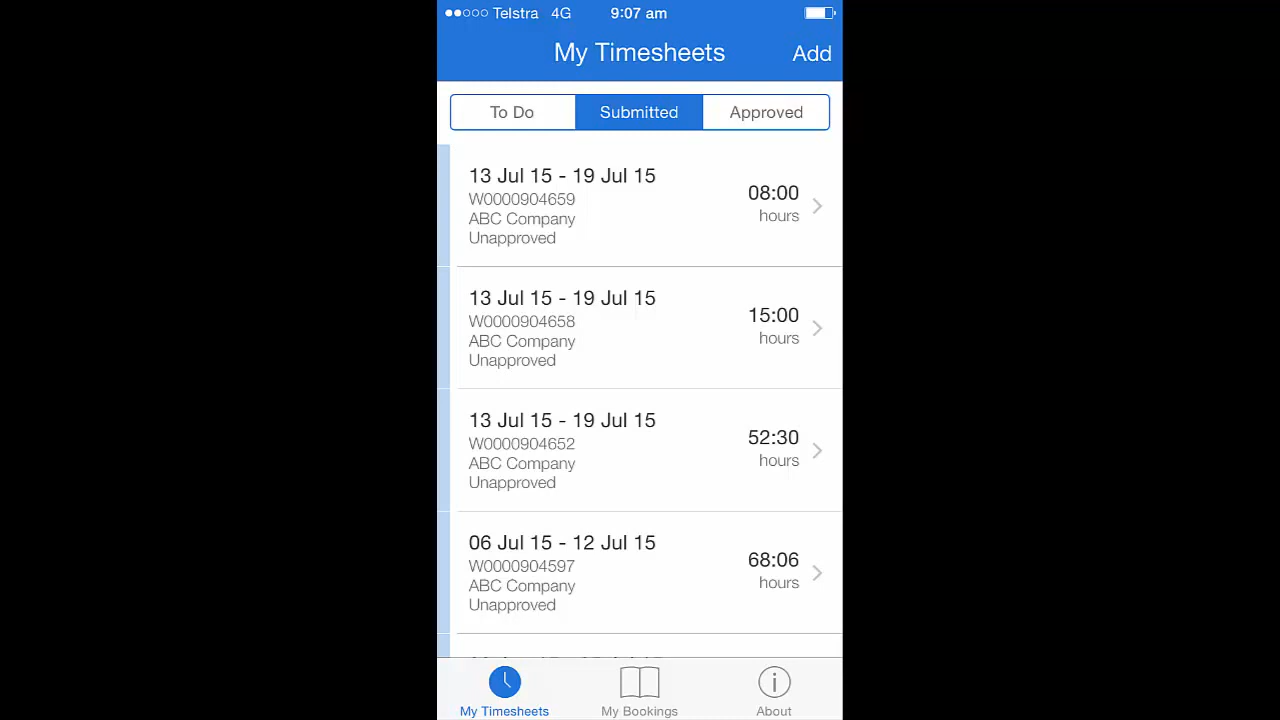 Telstra 4G 9:07 am
My Timesheets Add
To Do Submitted Approved
13 Jul 15 - 19 Jul 15
W0000904659
ABC Company
Unapproved
08:00
hours
13 Jul 15 - 19 Jul 15
W0000904658
ABC Company
Unapproved
15:00
hours
13 Jul 15 - 19 Jul 15
W0000904652
ABC Company
Unapproved
52:30
hours
06 Jul 15 - 12 Jul 15
W0000904597
ABC Company
Unapproved
68:06
hours
My Timesheets My Bookings About